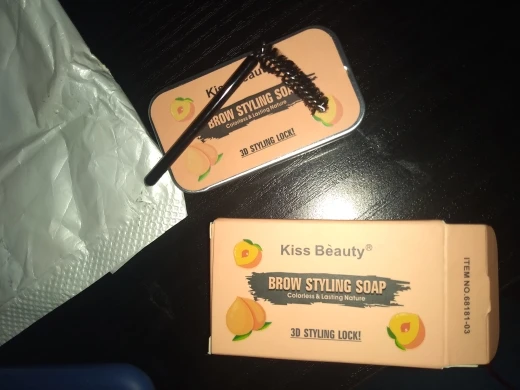 Kiss Beauty
BROW STYLING SOAP
Colorless & Lasting Nature
3D STYLING LOCK!
Kiss Bèauty®
BROW STYLING SOAP
Colorless & Lasting Nature
3D STYLING LOCK!
ITEM NO.68181-03